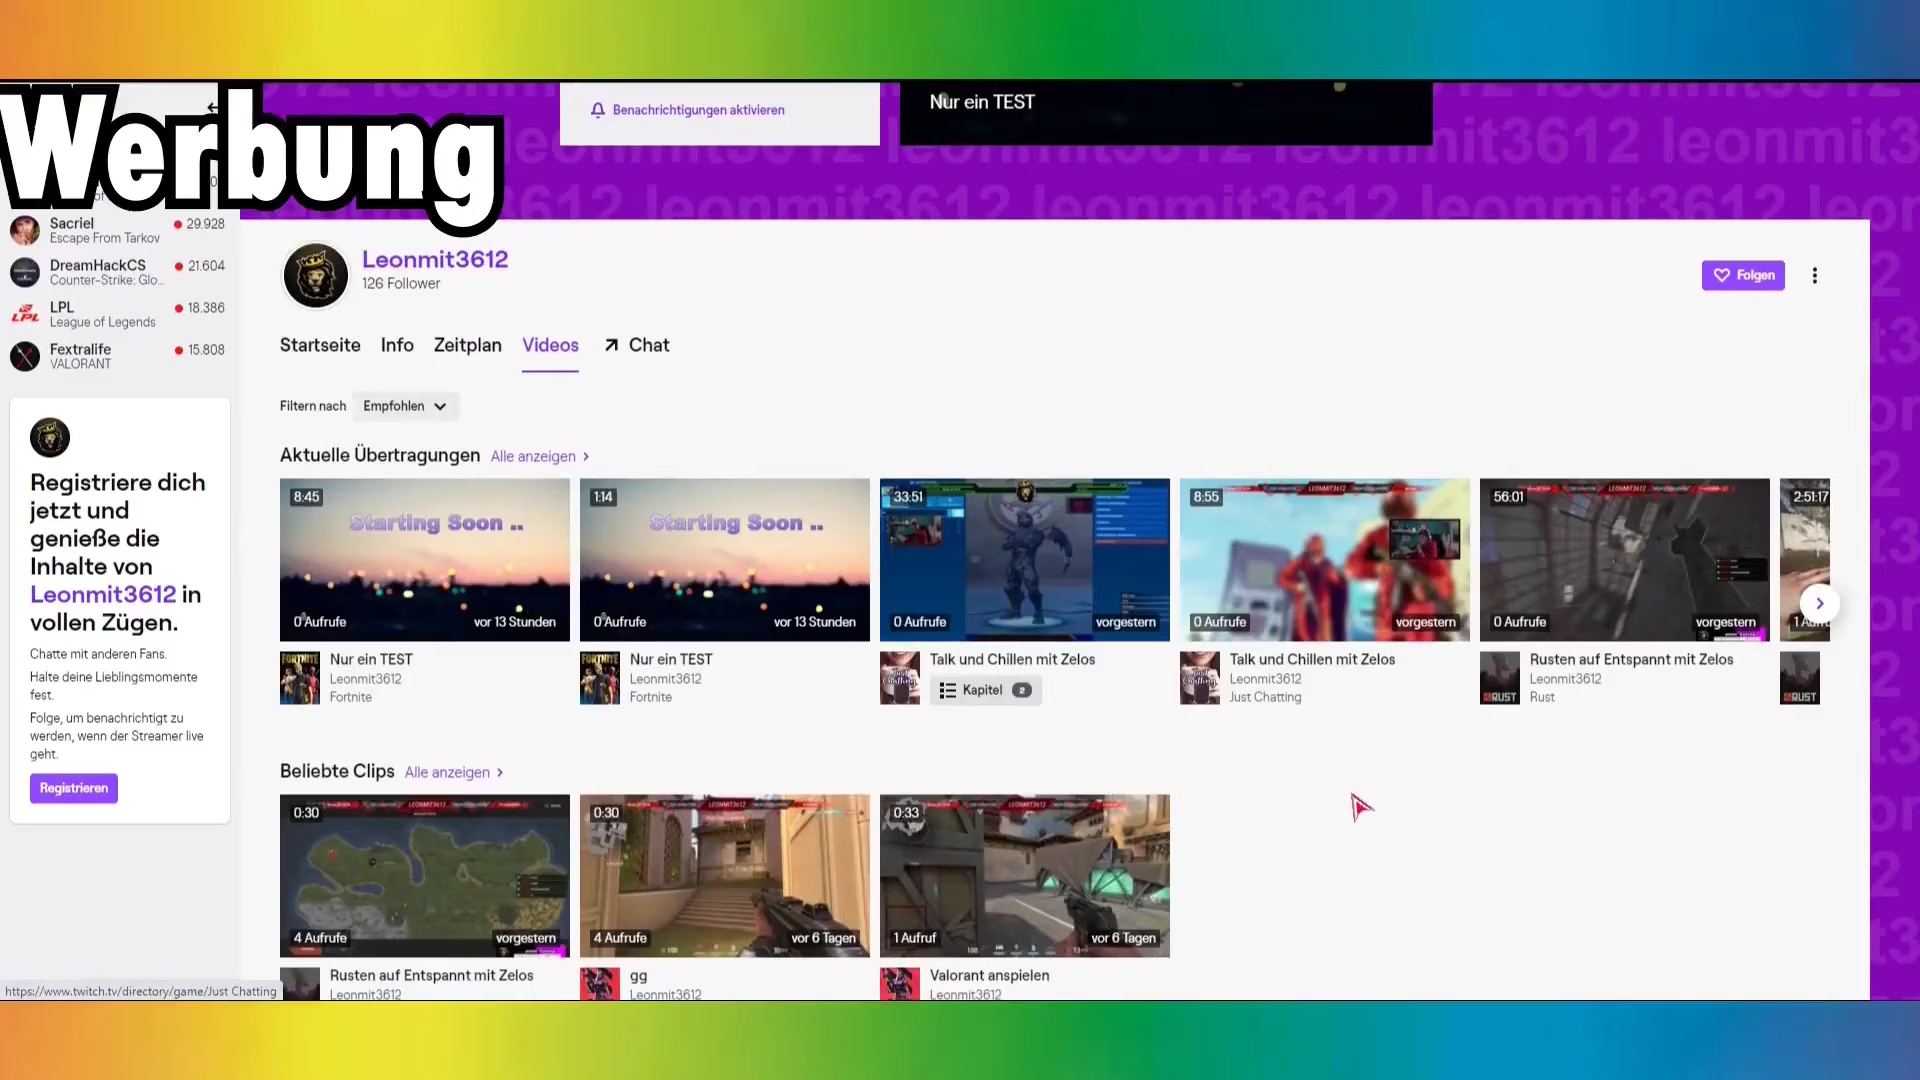 Werbung
Benachrichtigungen aktivieren
Nur ein TEST
Sacriel
29.928
Escape From Tarkov
DreamHackCS
21.604
Counter-Strike: Glo...
LPL
18.386
League of Legends
Fextralife
15.808
VALORANT
Registriere dich
jetzt und
genieße die
Inhalte von
Leonmit3612 in
vollen Zügen.
Chatte mit anderen Fans.
Halte deine Lieblingsmomente
fest.
Folge, um benachrichtigt zu
werden, wenn der Streamer live
geht.
Registrieren
Leonmit3612
126 Follower
Folgen
Startseite Info Zeitplan Videos Chat
Filtern nach Empfohlen
Aktuelle Übertragungen Alle anzeigen
8:45
Starting Soon ..
0 Aufrufe
vor 13 Stunden
Nur ein TEST
Leonmit3612
Fortnite
1:14
Starting Soon ..
0 Aufrufe
vor 13 Stunden
Nur ein TEST
Leonmit3612
Fortnite
33:51
0 Aufrufe
vorgestern
Talk und Chillen mit Zelos
Kapitel 2
8:55
LEONMIT3612
0 Aufrufe
vorgestern
Talk und Chillen mit Zelos
Leonmit3612
Just Chatting
56:01
LEONMIT3612
0 Aufrufe
vorgestern
Rusten auf Entspannt mit Zelos
Leonmit3612
Rust
2:51:17
Beliebte Clips Alle anzeigen
0:30
LEONMIT3612
4 Aufrufe
vorgestern
Rusten auf Entspannt mit Zelos
Leonmit3612
0:30
LEONMIT3612
4 Aufrufe
vor 6 Tagen
gg
Leonmit3612
0:33
LEONMIT3612
1 Aufruf
vor 6 Tagen
Valorant anspielen
Leonmit3612
https://www.twitch.tv/directory/game/Just Chatting